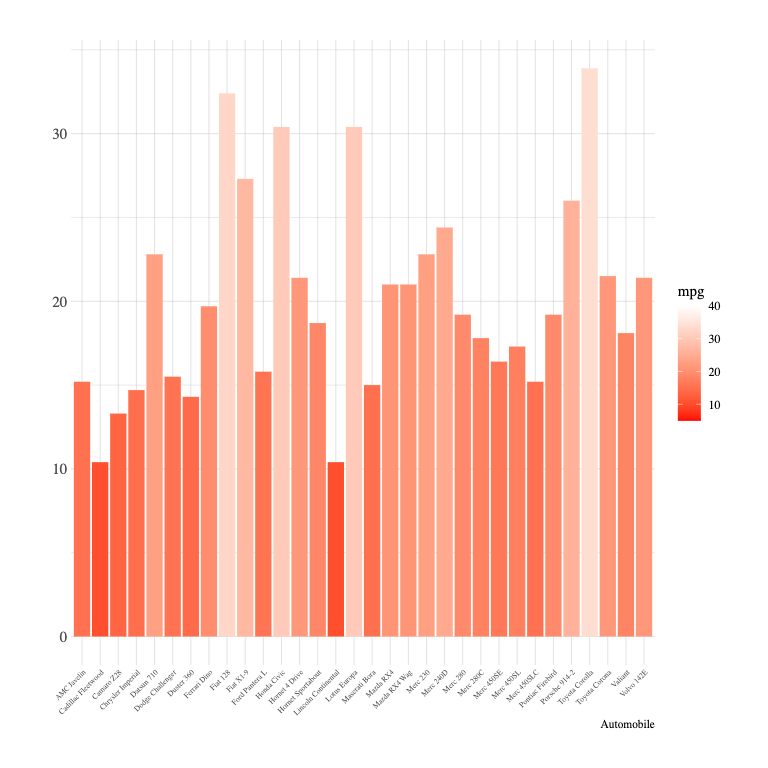 30
20
10
0
AMC Javelin
Cadillac Fleetwood
Camaro Z28
Chrysler Imperial
Datsun 710
Dodge Challenger
Duster 360
Ferrari Dino
Fiat 128
Fiat X1-9
Ford Pantera L
Honda Civic
Hornet 4 Drive
Hornet Sportabout
Lincoln Continental
Lotus Europa
Maserati Bora
Mazda RX4
Mazda RX4 Wag
Merc 230
Merc 240D
Merc 280
Merc 280C
Merc 450SE
Merc 450SL
Merc 450SLC
Pontiac Firebird
Porsche 914-2
Toyota Corolla
Toyota Corona
Valiant
Volvo 142E
Automobile
mpg
40
30
20
10